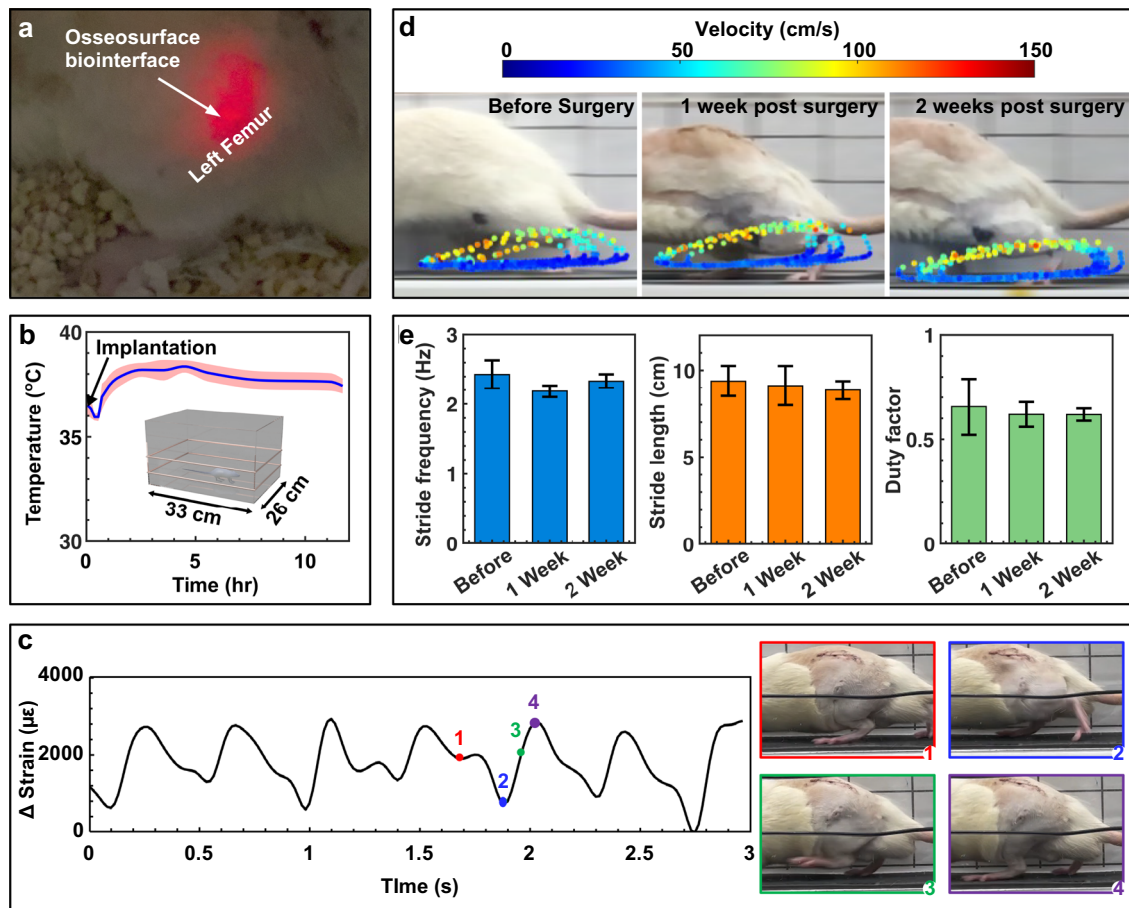 a
Osseosurface
biointerface
Left Femur
b
40
35
30
Temperature (°C)
Implantation
33 cm
26 cm
0
5
10
Time (hr)
d
Velocity (cm/s)
0
50
100
150
Before Surgery
1 week post surgery
2 weeks post surgery
e
Stride frequency (Hz)
3
2
1
0
Before
1 Week
2 Week
Stride length (cm)
10
5
0
Before
1 Week
2 Week
Duty factor
1
0.5
0
Before
1 Week
2 Week
c
Δ Strain (µε)
4000
2000
0
1
2
3
4
0
0.5
1
1.5
2
2.5
3
TIme (s)
1
2
3
4